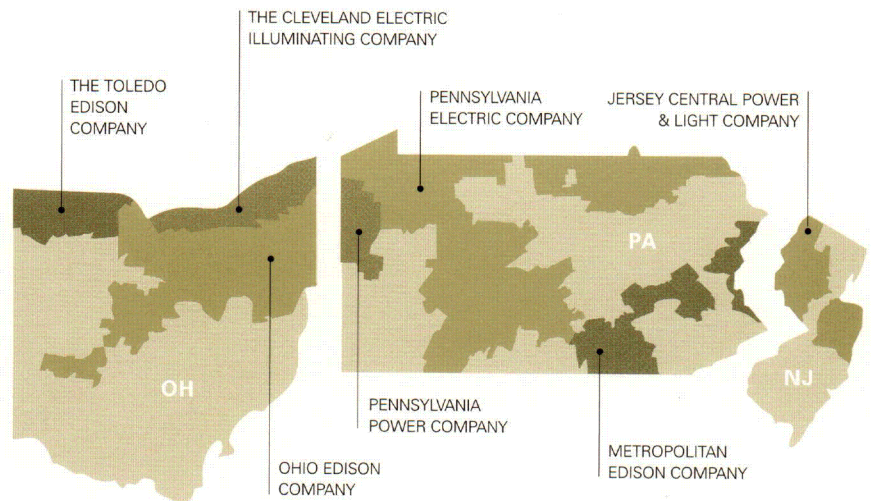 THE CLEVELAND ELECTRIC
ILLUMINATING COMPANY
THE TOLEDO
EDISON
COMPANY
PENNSYLVANIA
ELECTRIC COMPANY
JERSEY CENTRAL POWER
& LIGHT COMPANY
PA
OH
NJ
PENNSYLVANIA
POWER COMPANY
OHIO EDISON
COMPANY
METROPOLITAN
EDISON COMPANY